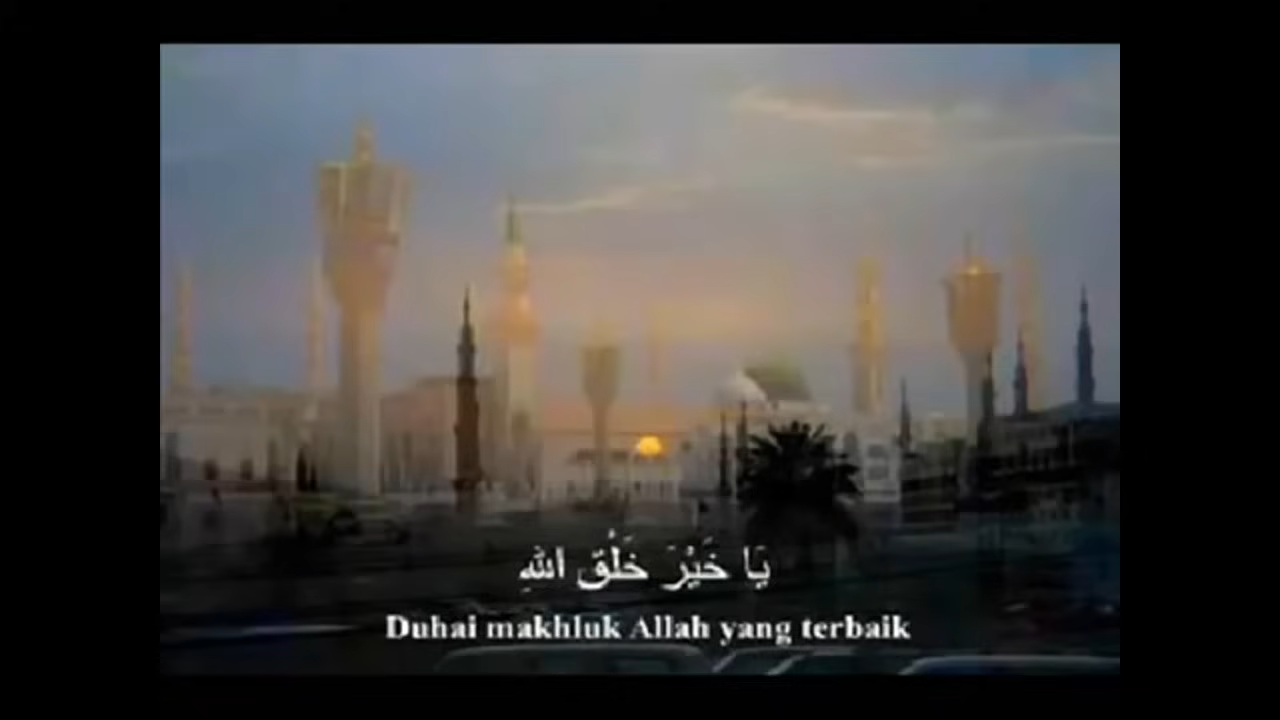 يَا خَيْرَ خَلْقِ اللهِ
Duhai makhluk Allah yang terbaik